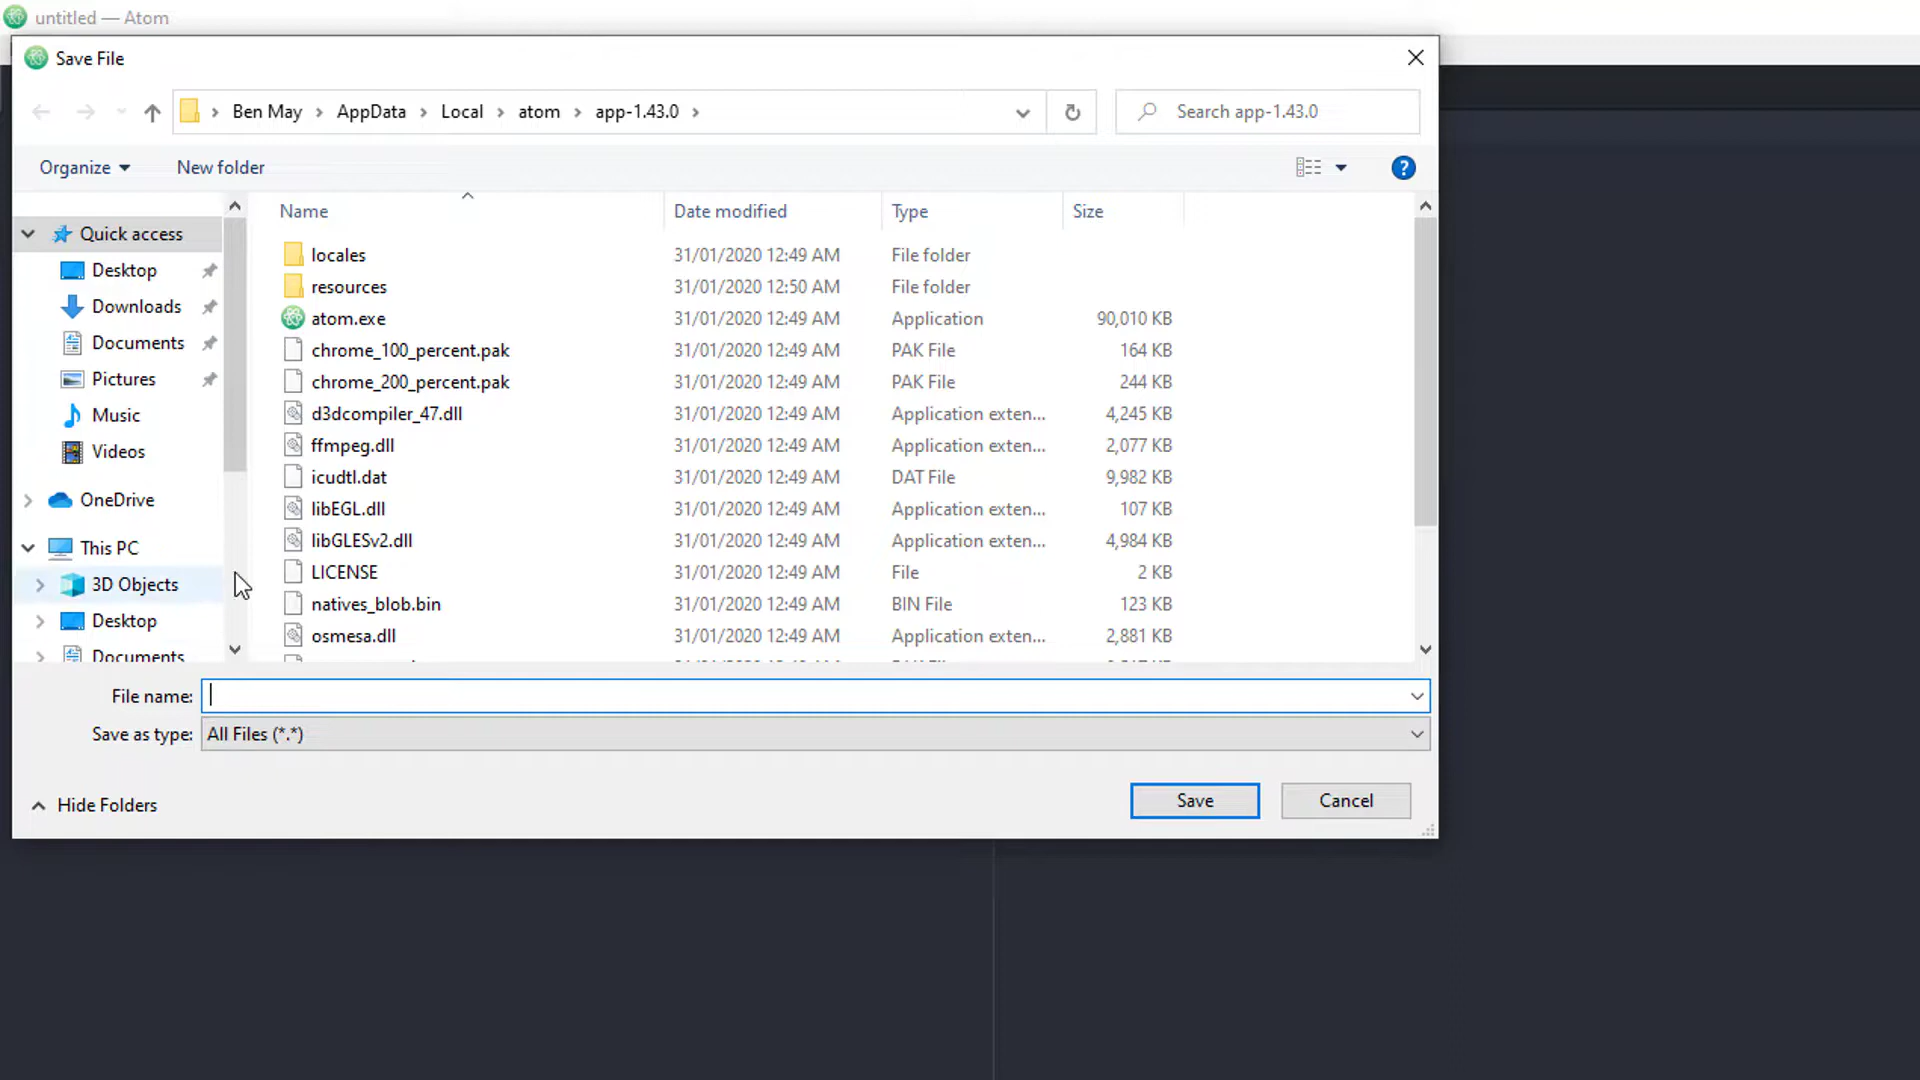 untitled — Atom
Save File
Ben May > AppData > Local > atom > app-1.43.0 >
Search app-1.43.0
Organize
New folder
Name Date modified Type Size
Quick access
Desktop
Downloads
Documents
Pictures
Music
Videos
OneDrive
This PC
3D Objects
Desktop
Documents
locales 31/01/2020 12:49 AM File folder
resources 31/01/2020 12:50 AM File folder
atom.exe 31/01/2020 12:49 AM Application 90,010 KB
chrome_100_percent.pak 31/01/2020 12:49 AM PAK File 164 KB
chrome_200_percent.pak 31/01/2020 12:49 AM PAK File 244 KB
d3dcompiler_47.dll 31/01/2020 12:49 AM Application exten... 4,245 KB
ffmpeg.dll 31/01/2020 12:49 AM Application exten... 2,077 KB
icudtl.dat 31/01/2020 12:49 AM DAT File 9,982 KB
libEGL.dll 31/01/2020 12:49 AM Application exten... 107 KB
libGLESv2.dll 31/01/2020 12:49 AM Application exten... 4,984 KB
LICENSE 31/01/2020 12:49 AM File 2 KB
natives_blob.bin 31/01/2020 12:49 AM BIN File 123 KB
osmesa.dll 31/01/2020 12:49 AM Application exten... 2,881 KB
File name:
Save as type: All Files (*.*)
Hide Folders
Save
Cancel